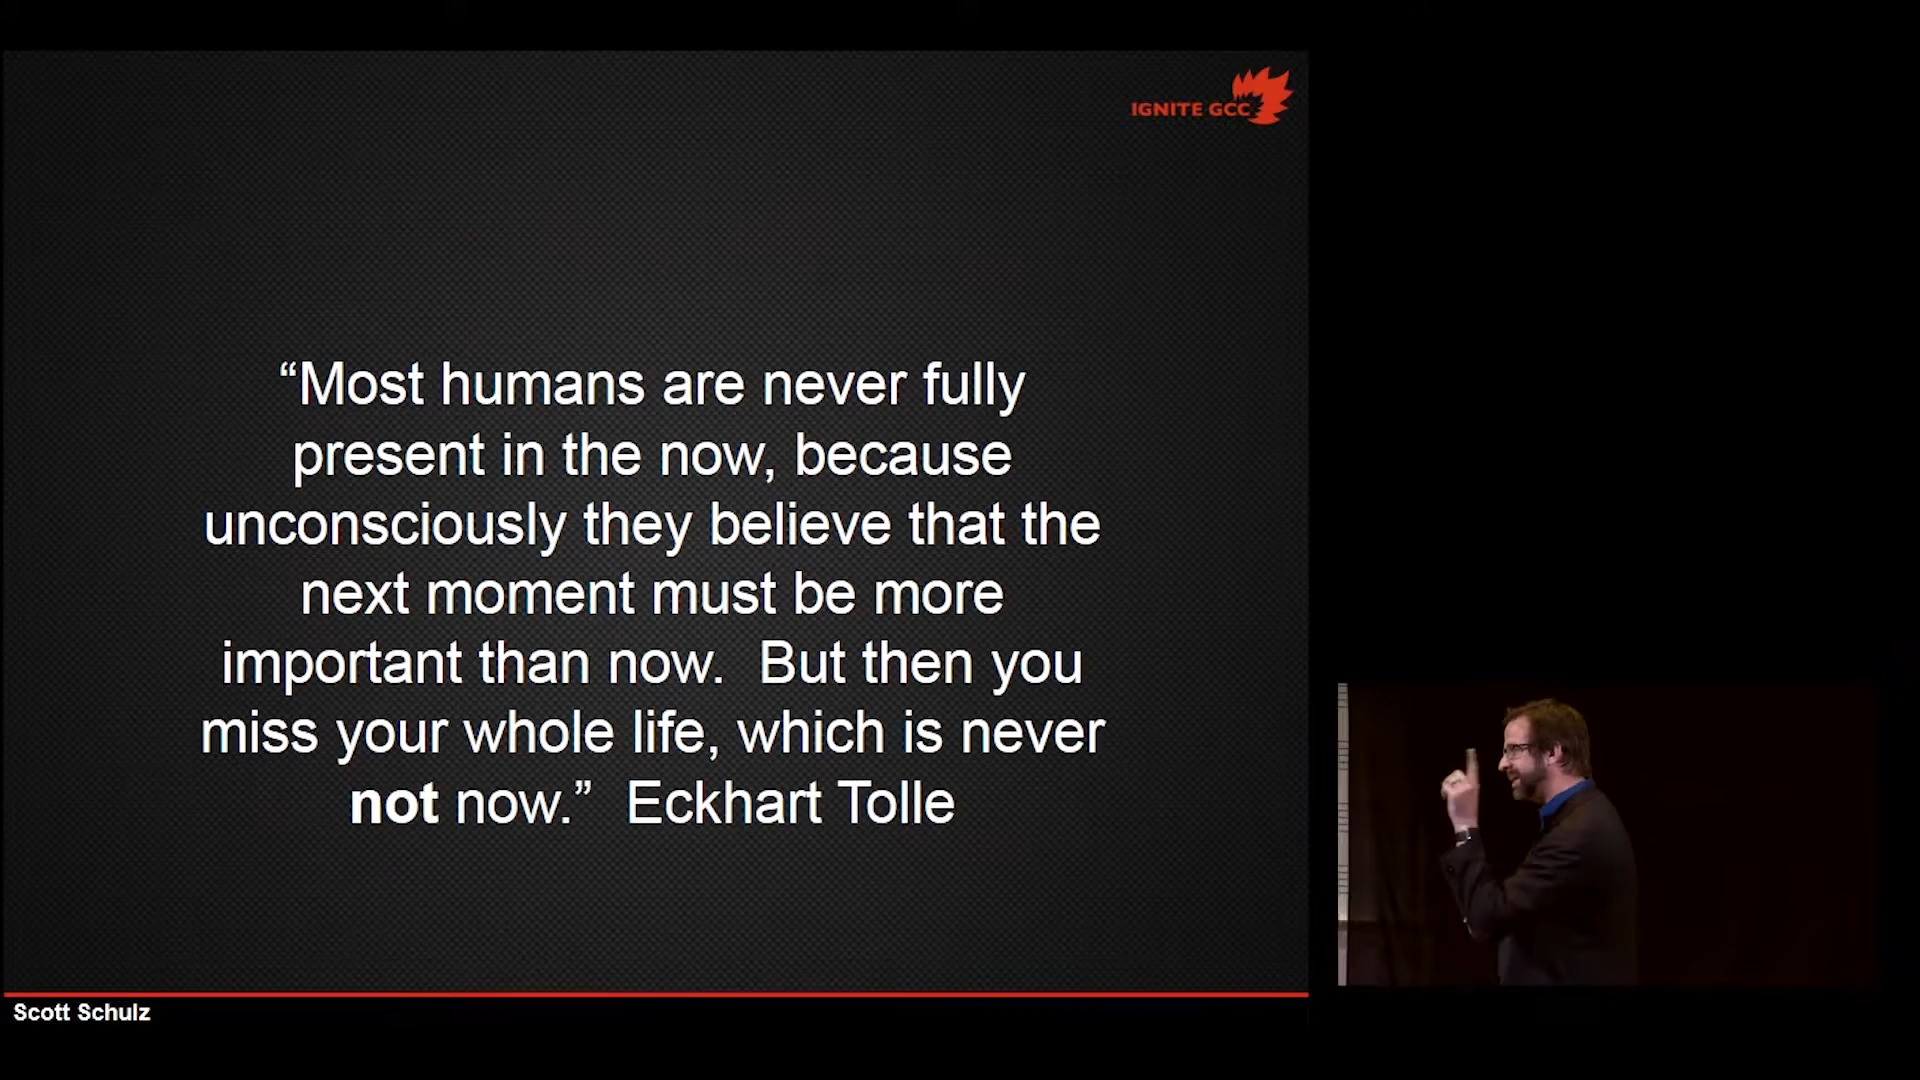 IGNITE GCC
“Most humans are never fully
present in the now, because
unconsciously they believe that the
next moment must be more
important than now.  But then you
miss your whole life, which is never
not now.”  Eckhart Tolle
Scott Schulz